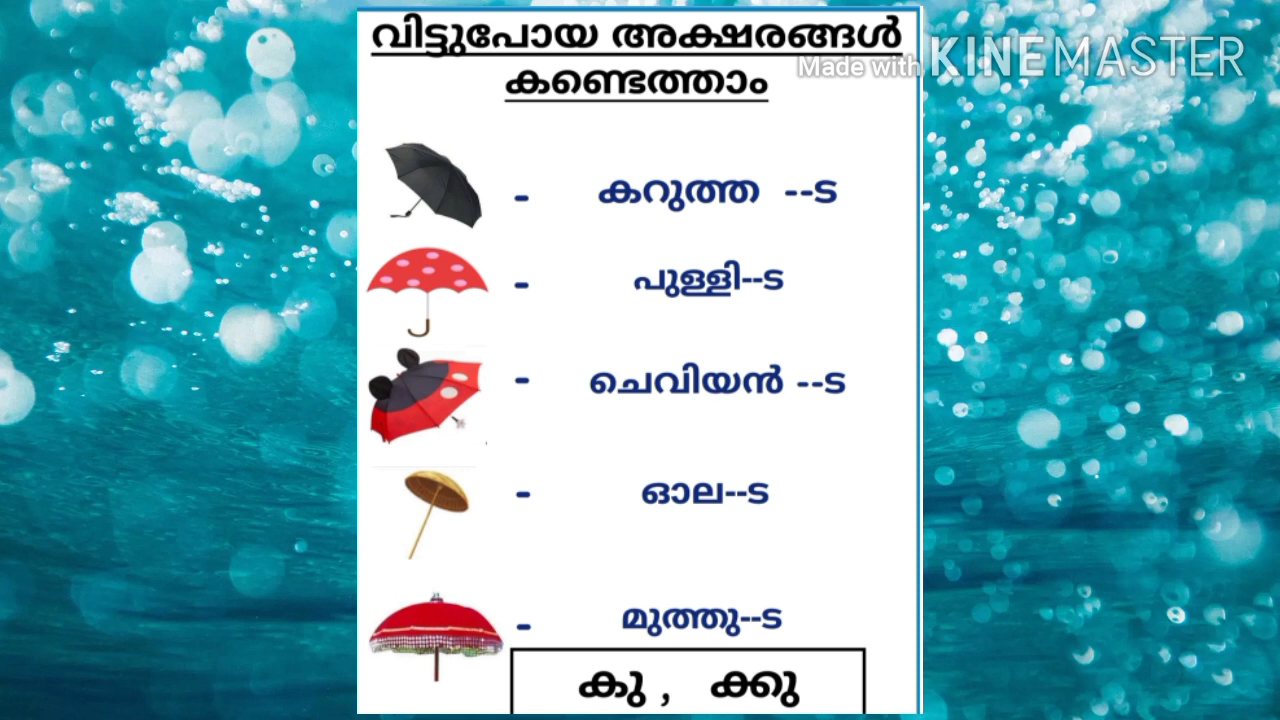 വിട്ടുപോയ അക്ഷരങ്ങൾ
കണ്ടെത്താം
Made with KINEMASTER
- കറുത്ത --ട
- പുള്ളി--ട
- ചെവിയൻ --ട
- ഓല--ട
- മുത്തു--ട
കു , ക്കു